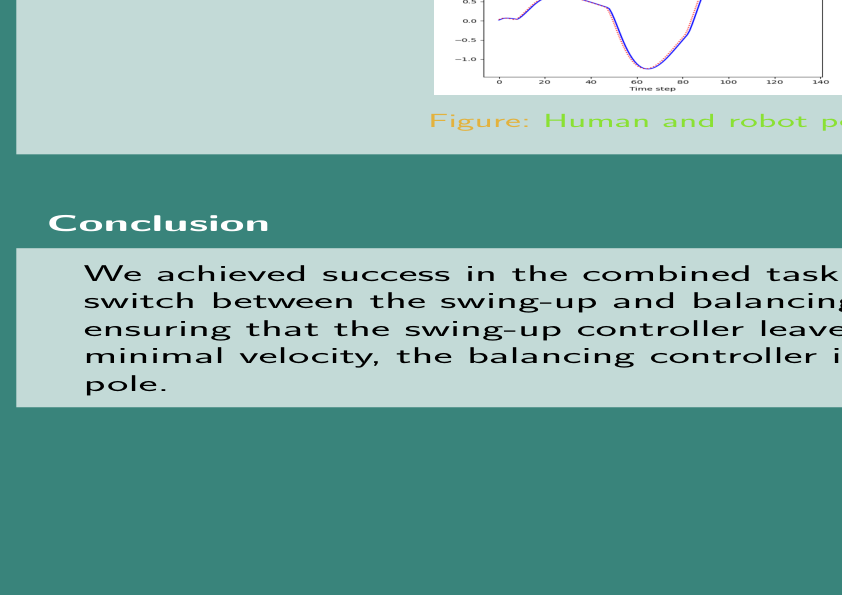 0.5
0.0
−0.5
−1.0
0 20 40 60 80 100 120 140
Time step
Figure: Human and robot
Conclusion
We achieved success in the combined task
switch between the swing-up and balancing
ensuring that the swing-up controller leave
minimal velocity, the balancing controller
pole.